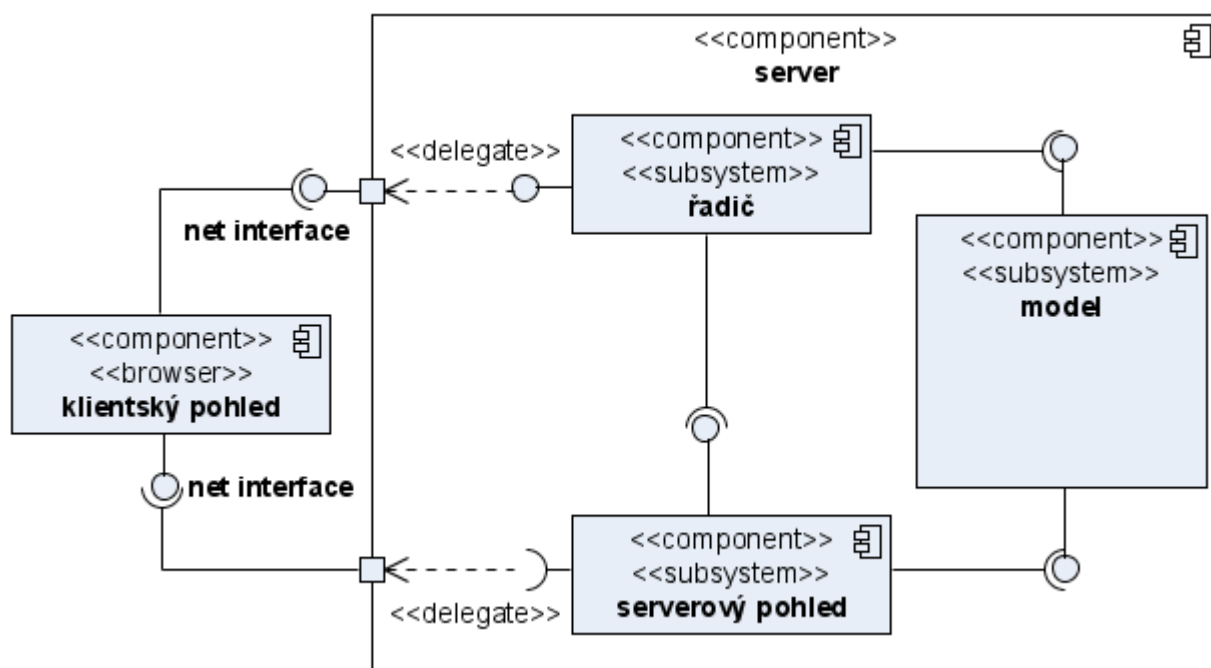 <<component>>
server
<<delegate>>
<<component>>
<<subsystem>>
řadič
net interface
<<component>>
<<subsystem>>
model
<<component>>
<<browser>>
klientský pohled
net interface
<<component>>
<<subsystem>>
serverový pohled
<<delegate>>